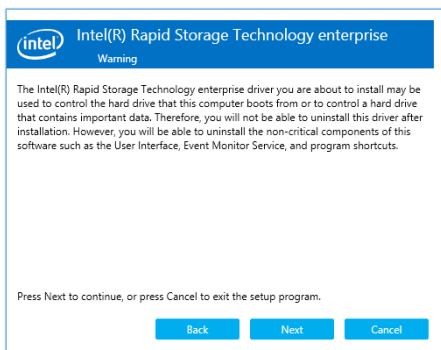 intel
Intel(R) Rapid Storage Technology enterprise
Warning
The Intel(R) Rapid Storage Technology enterprise driver you are about to install may be
used to control the hard drive that this computer boots from or to control a hard drive
that contains important data. Therefore, you will not be able to uninstall this driver after
installation. However, you will be able to uninstall the non-critical components of this
software such as the User Interface, Event Monitor Service, and program shortcuts.
Press Next to continue, or press Cancel to exit the setup program.
Back Next Cancel